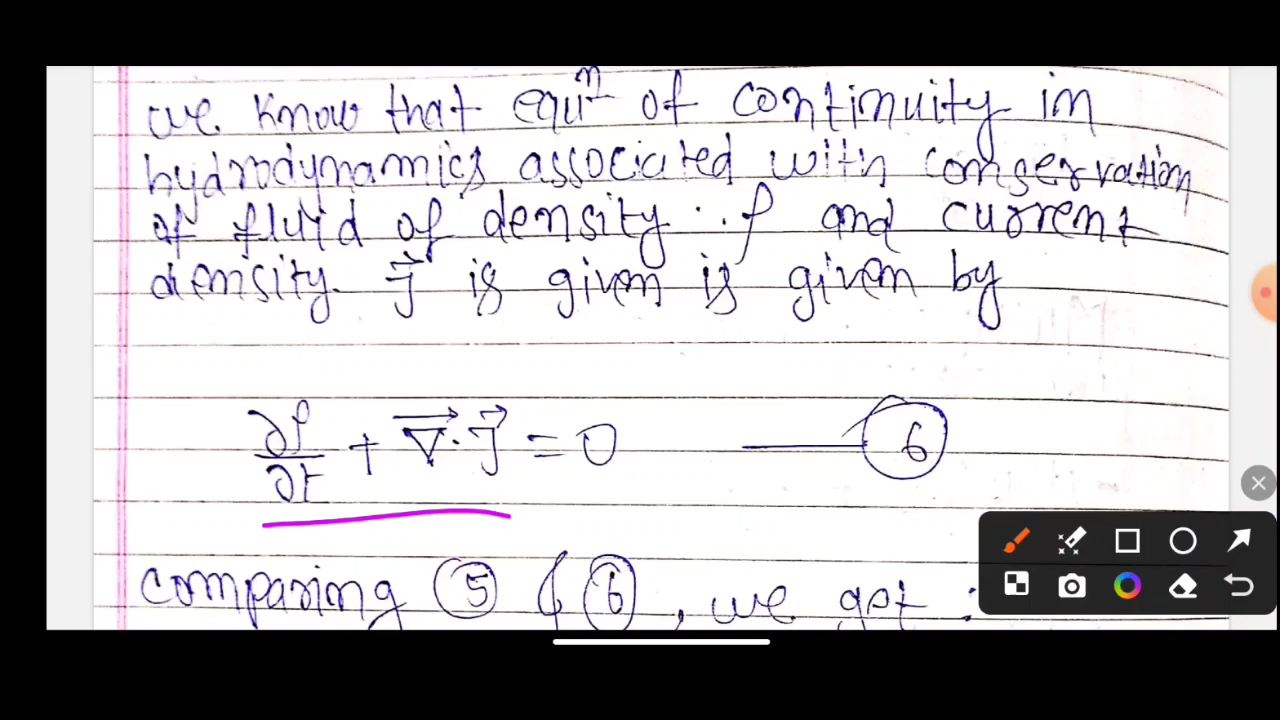 we know that equⁿ of continuity in
hydrodynamics associated with conservation
of fluid of density ρ and current
density. J⃗ is given is given by
∂ρ/∂t + ∇⃗·J⃗ = 0 ——— ⑥
comparing ⑤ & ⑥, we get :